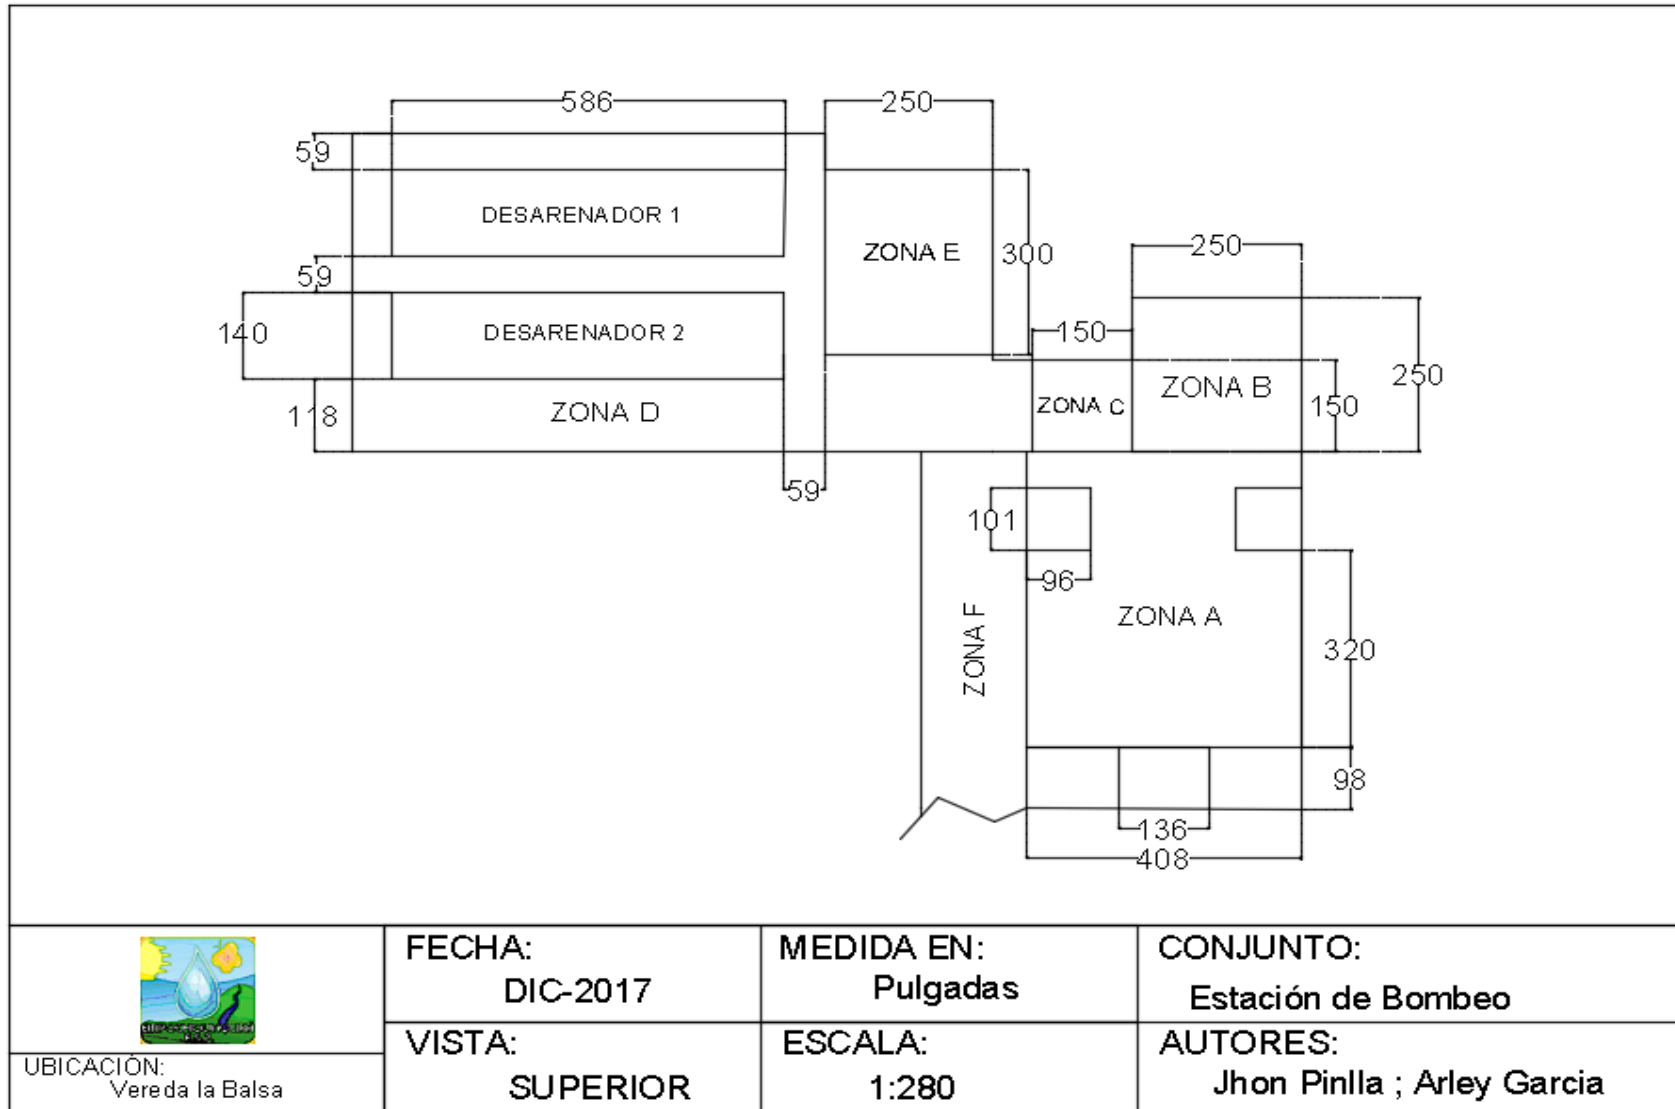 586
250
59
DESARENADOR 1
ZONA E
300
250
59
140
DESARENADOR 2
150
250
118
ZONA D
ZONA C
ZONA B
150
59
101
96
ZONA F
ZONA A
320
98
136
408
FECHA:
DIC-2017
MEDIDA EN:
Pulgadas
CONJUNTO:
Estación de Bombeo
UBICACIÓN:
Vereda la Balsa
VISTA:
SUPERIOR
ESCALA:
1:280
AUTORES:
Jhon Pinlla ; Arley Garcia